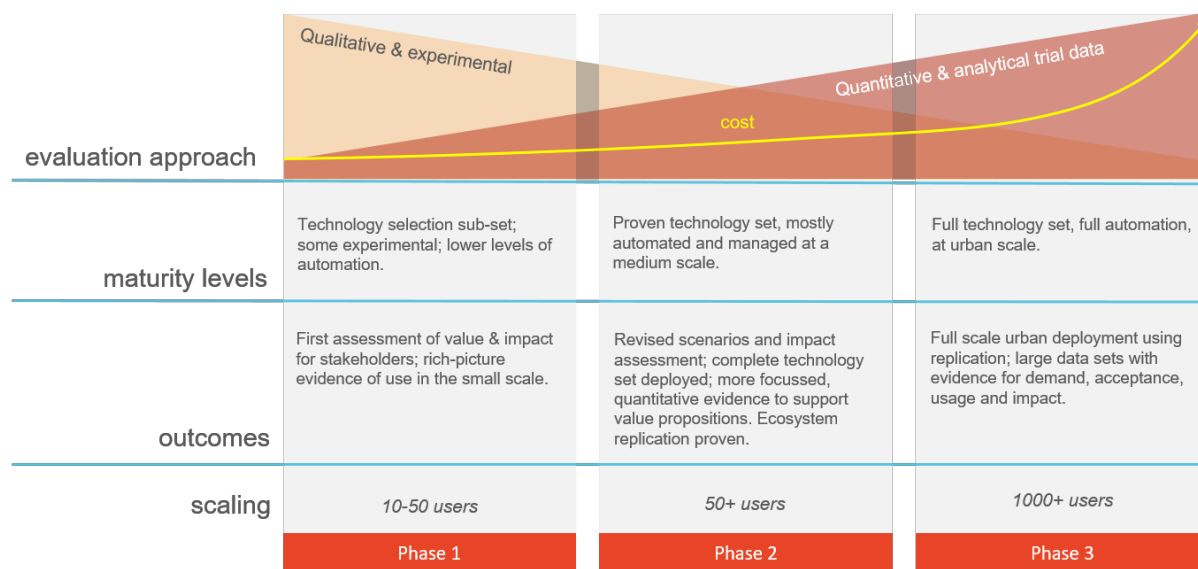 Qualitative & experimental
Quantitative & analytical trial data
cost
evaluation approach
maturity levels
Technology selection sub-set;
some experimental; lower levels of
automation.
Proven technology set, mostly
automated and managed at a
medium scale.
Full technology set, full automation,
at urban scale.
outcomes
First assessment of value & impact
for stakeholders; rich-picture
evidence of use in the small scale.
Revised scenarios and impact
assessment; complete technology
set deployed; more focussed,
quantitative evidence to support
value propositions. Ecosystem
replication proven.
Full scale urban deployment using
replication; large data sets with
evidence for demand, acceptance,
usage and impact.
scaling
10-50 users
50+ users
1000+ users
Phase 1
Phase 2
Phase 3